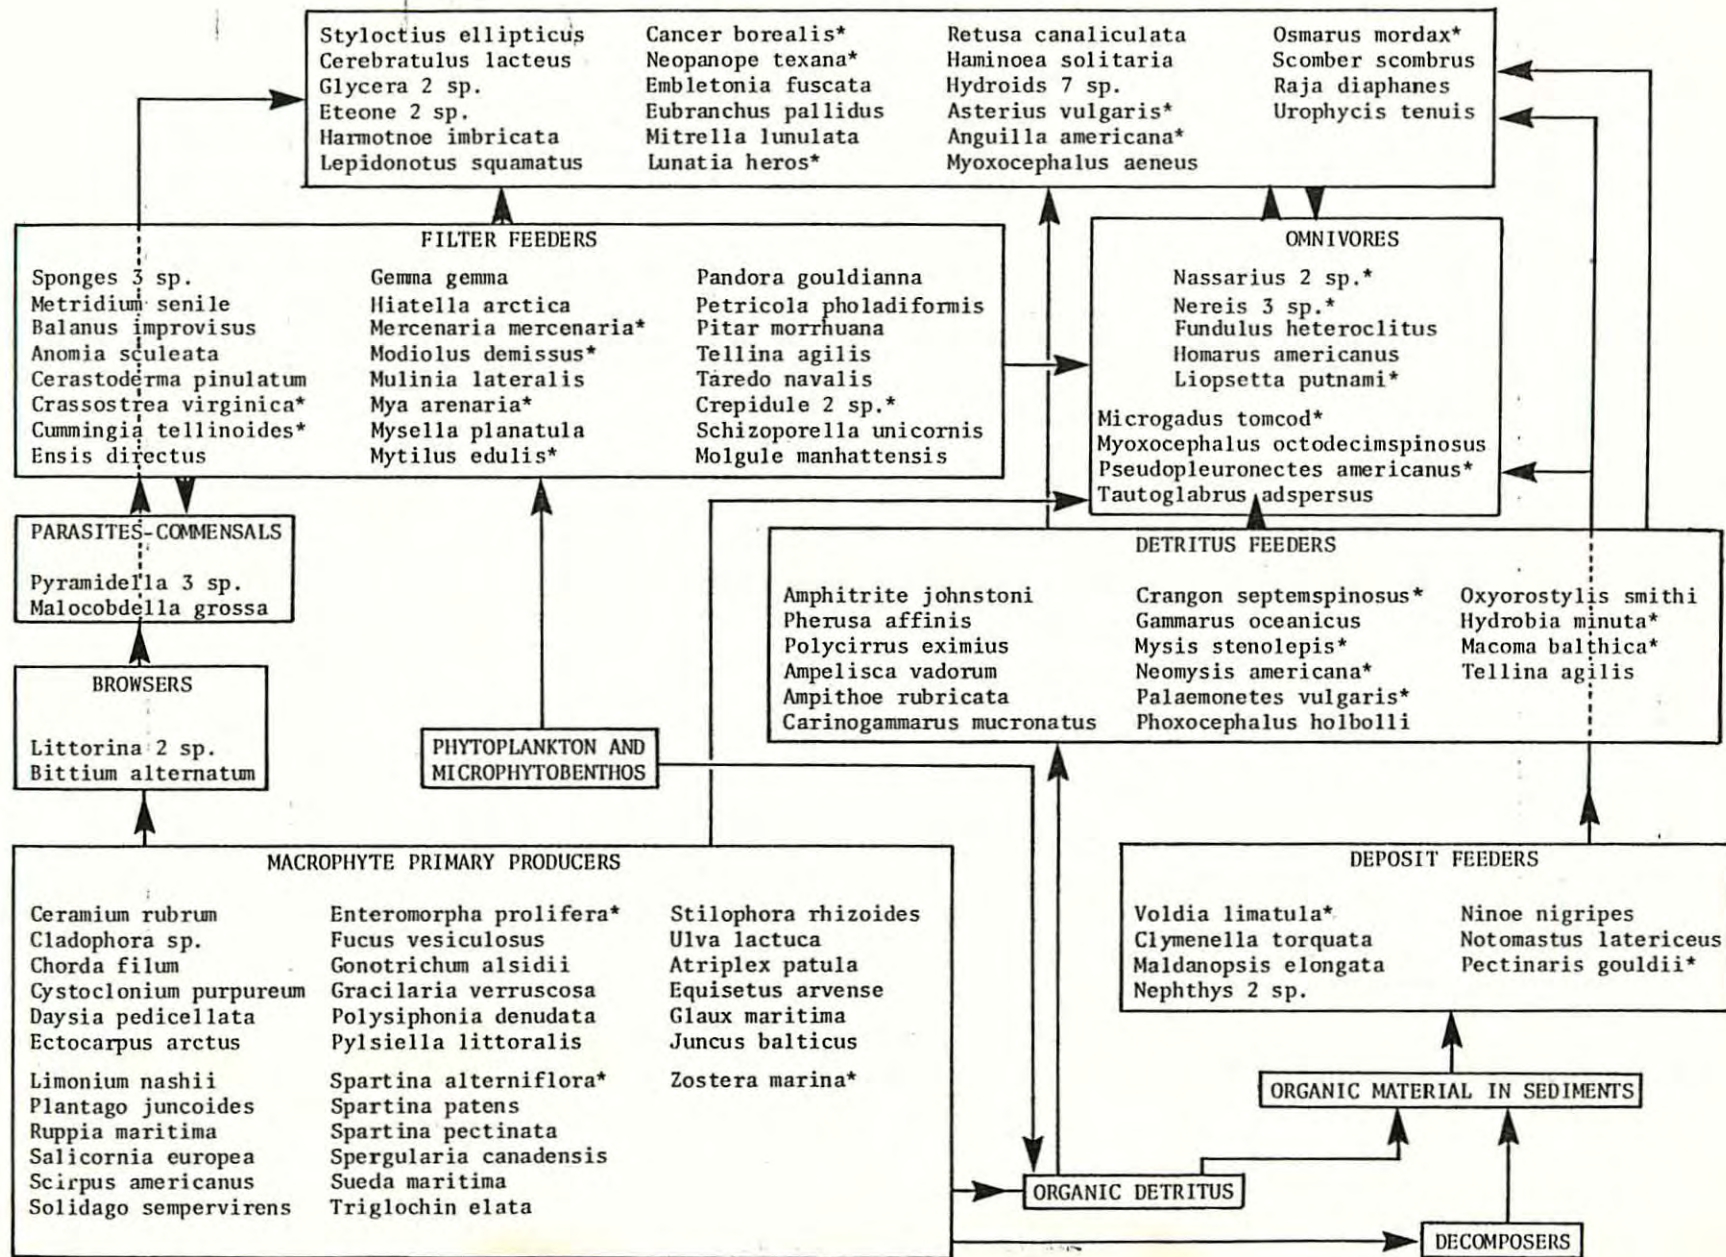 Styloctius ellipticus Cancer borealis* Retusa canaliculata Osmarus mordax*
Cerebratulus lacteus Neopanope texana* Haminoea solitaria Scomber scombrus
Glycera 2 sp. Embletonia fuscata Hydroids 7 sp. Raja diaphanes
Eteone 2 sp. Eubranchus pallidus Asterius vulgaris* Urophycis tenuis
Harmotnoe imbricata Mitrella lunulata Anguilla americana*
Lepidonotus squamatus Lunatia heros* Myoxocephalus aeneus
FILTER FEEDERS
Sponges 3 sp. Gemma gemma Pandora gouldianna
Metridium senile Hiatella arctica Petricola pholadiformis
Balanus improvisus Mercenaria mercenaria* Pitar morrhuana
Anomia sculeata Modiolus demissus* Tellina agilis
Cerastoderma pinulatum Mulinia lateralis Taredo navalis
Crassostrea virginica* Mya arenaria* Crepidule 2 sp.*
Cummingia tellinoides* Mysella planatula Schizoporella unicornis
Ensis directus Mytilus edulis* Molgule manhattensis
OMNIVORES
Nassarius 2 sp.*
Nereis 3 sp.*
Fundulus heteroclitus
Homarus americanus
Liopsetta putnami*
Microgadus tomcod*
Myoxocephalus octodecimspinosus
Pseudopleuronectes americanus*
Tautoglabrus adspersus
PARASITES-COMMENSALS
Pyramidella 3 sp.
Malocobdella grossa
DETRITUS FEEDERS
Amphitrite johnstoni Crangon septemspinosus* Oxyorostylis smithi
Pherusa affinis Gammarus oceanicus Hydrobia minuta*
Polycirrus eximius Mysis stenolepis* Macoma balthica*
Ampelisca vadorum Neomysis americana* Tellina agilis
Ampithoe rubricata Palaemonetes vulgaris*
Carinogammarus mucronatus Phoxocephalus holbolli
BROWSERS
Littorina 2 sp.
Bittium alternatum
PHYTOPLANKTON AND
MICROPHYTOBENTHOS
MACROPHYTE PRIMARY PRODUCERS
Ceramium rubrum Enteromorpha prolifera* Stilophora rhizoides
Cladophora sp. Fucus vesiculosus Ulva lactuca
Chorda filum Gonotrichum alsidii Atriplex patula
Cystoclonium purpureum Gracilaria verruscosa Equisetus arvense
Daysia pedicellata Polysiphonia denudata Glaux maritima
Ectocarpus arctus Pylsiella littoralis Juncus balticus
Limonium nashii Spartina alterniflora* Zostera marina*
Plantago juncoides Spartina patens
Ruppia maritima Spartina pectinata
Salicornia europea Spergularia canadensis
Scirpus americanus Sueda maritima
Solidago sempervirens Triglochin elata
DEPOSIT FEEDERS
Voldia limatula* Ninoe nigripes
Clymenella torquata Notomastus latericeus
Maldanopsis elongata Pectinaris gouldii*
Nephthys 2 sp.
ORGANIC MATERIAL IN SEDIMENTS
ORGANIC DETRITUS
DECOMPOSERS